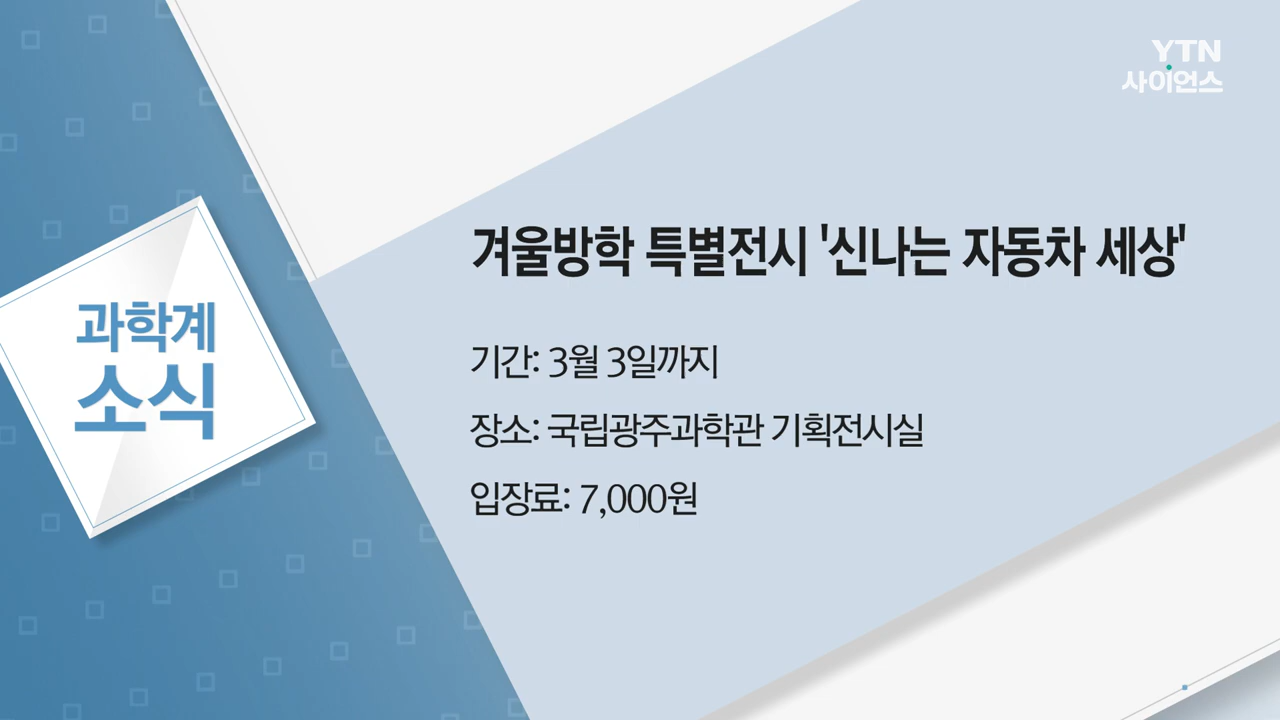 YTN
사이언스
과학계
소식
겨울방학 특별전시 '신나는 자동차 세상'
기간: 3월 3일까지
장소: 국립광주과학관 기획전시실
입장료: 7,000원